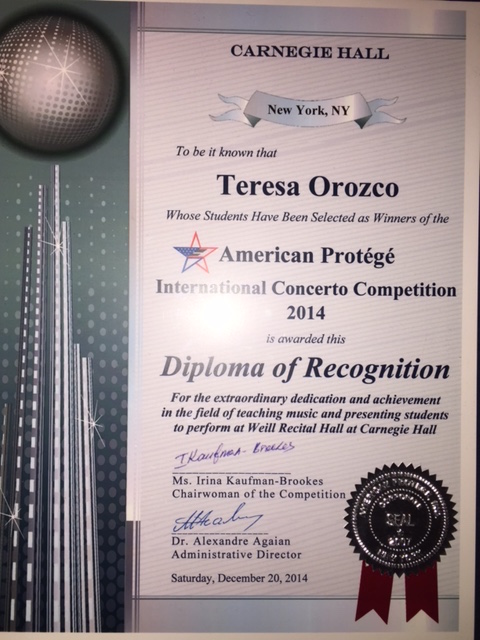 CARNEGIE HALL
New York, NY
To be it known that
Teresa Orozco
Whose Students Have Been Selected as Winners of the
American Protégé
International Concerto Competition
2014
is awarded this
Diploma of Recognition
For the extraordinary dedication and achievement
in the field of teaching music and presenting students
to perform at Weill Recital Hall at Carnegie Hall
IKaufman-Brookes
Ms. Irina Kaufman-Brookes
Chairwoman of the Competition
Dr. Alexandre Agaian
Administrative Director
Saturday, December 20, 2014
SEAL